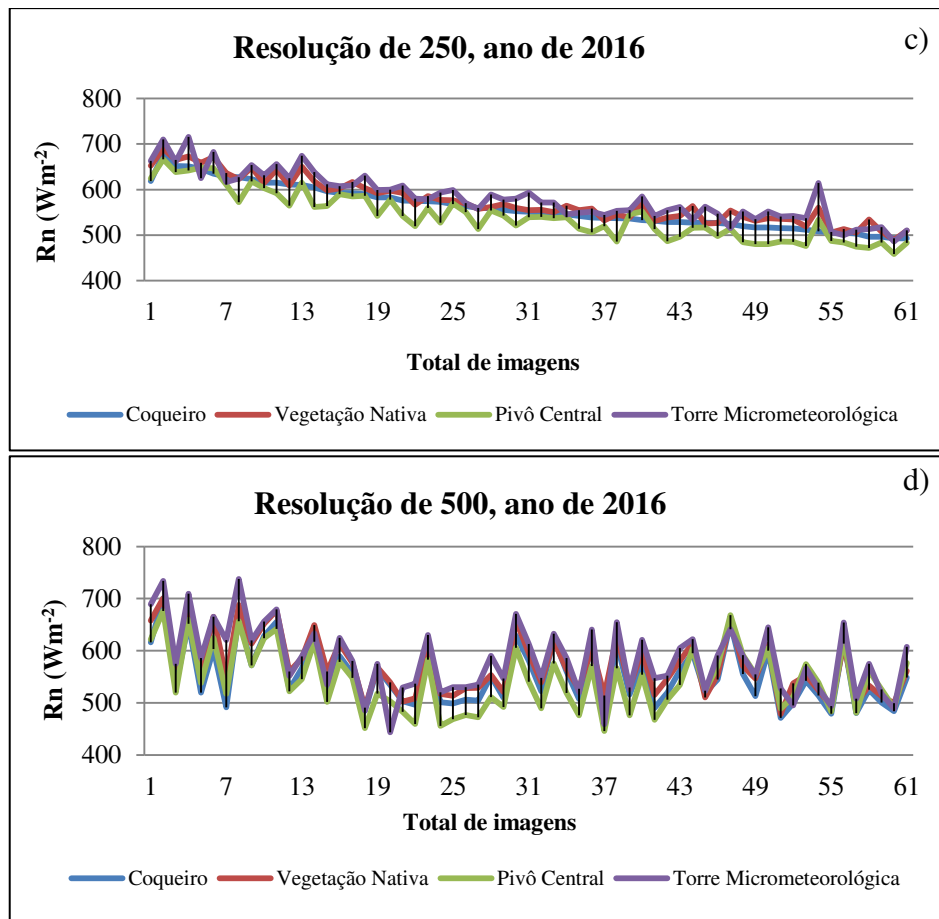 c)
Resolução de 250, ano de 2016
Rn (Wm-2)
800
700
600
500
400
1 7 13 19 25 31 37 43 49 55 61
Total de imagens
Coqueiro Vegetação Nativa Pivô Central Torre Micrometeorológica
d)
Resolução de 500, ano de 2016
Rn (Wm-2)
800
700
600
500
400
1 7 13 19 25 31 37 43 49 55 61
Total de imagens
Coqueiro Vegetação Nativa Pivô Central Torre Micrometeorológica